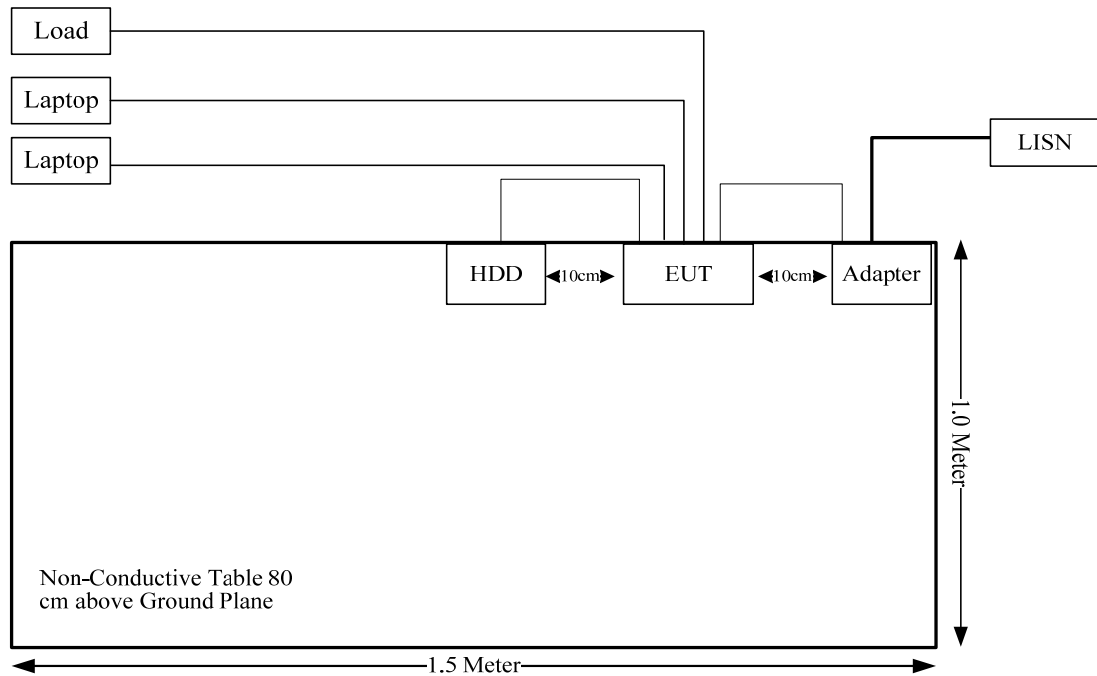 Load
Laptop
LISN
Laptop
HDD
10cm
EUT
10cm
Adapter
1.0 Meter
Non-Conductive Table 80
cm above Ground Plane
1.5 Meter